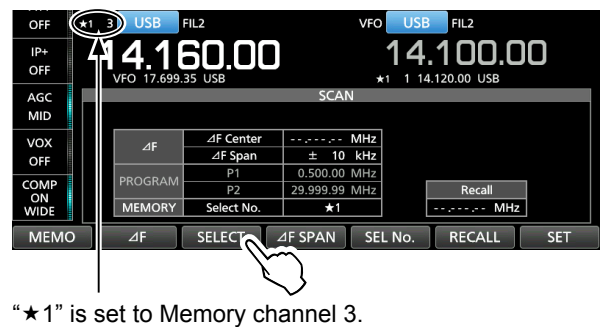 OFF ★1 3 USB FIL2 VFO USB FIL2
IP+ OFF
14.160.00 14.100.00
VFO 17.699.35 USB ★1 1 14.120.00 USB
AGC MID
SCAN
VOX OFF
⊿F ⊿F Center --.---.-- MHz
⊿F Span ± 10 kHz
PROGRAM P1 0.500.00 MHz
P2 29.999.99 MHz
MEMORY Select No. ★1
Recall
--.---.-- MHz
COMP ON WIDE
MEMO ⊿F SELECT ⊿F SPAN SEL No. RECALL SET
“★1” is set to Memory channel 3.